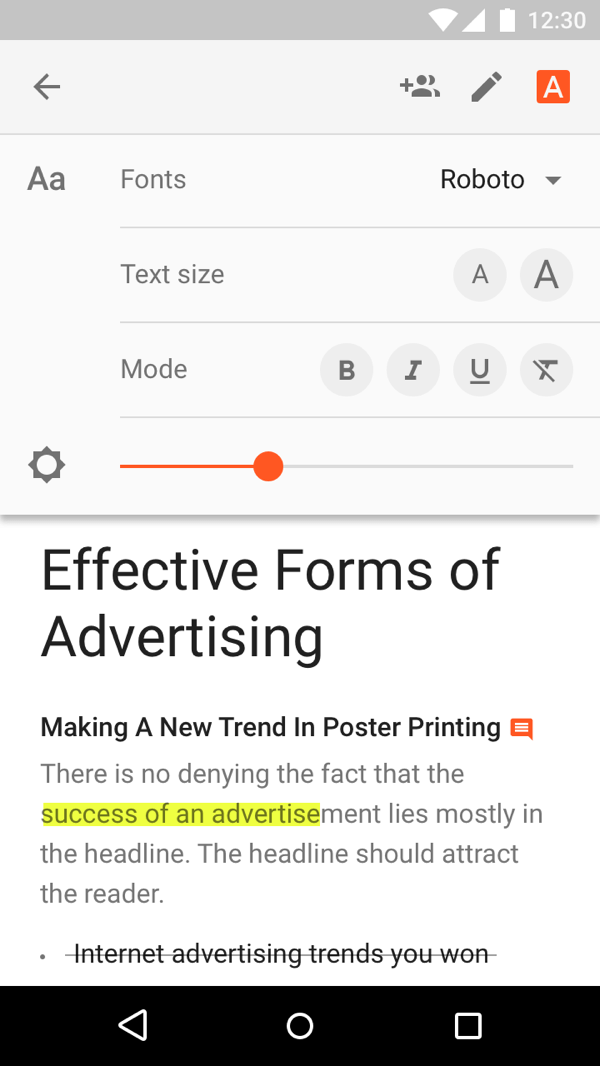 12:30
A
Aa Fonts Roboto
Text size A A
Mode B I U T
Effective Forms of
Advertising
Making A New Trend In Poster Printing
There is no denying the fact that the
success of an advertisement lies mostly in
the headline. The headline should attract
the reader.
• Internet advertising trends you won